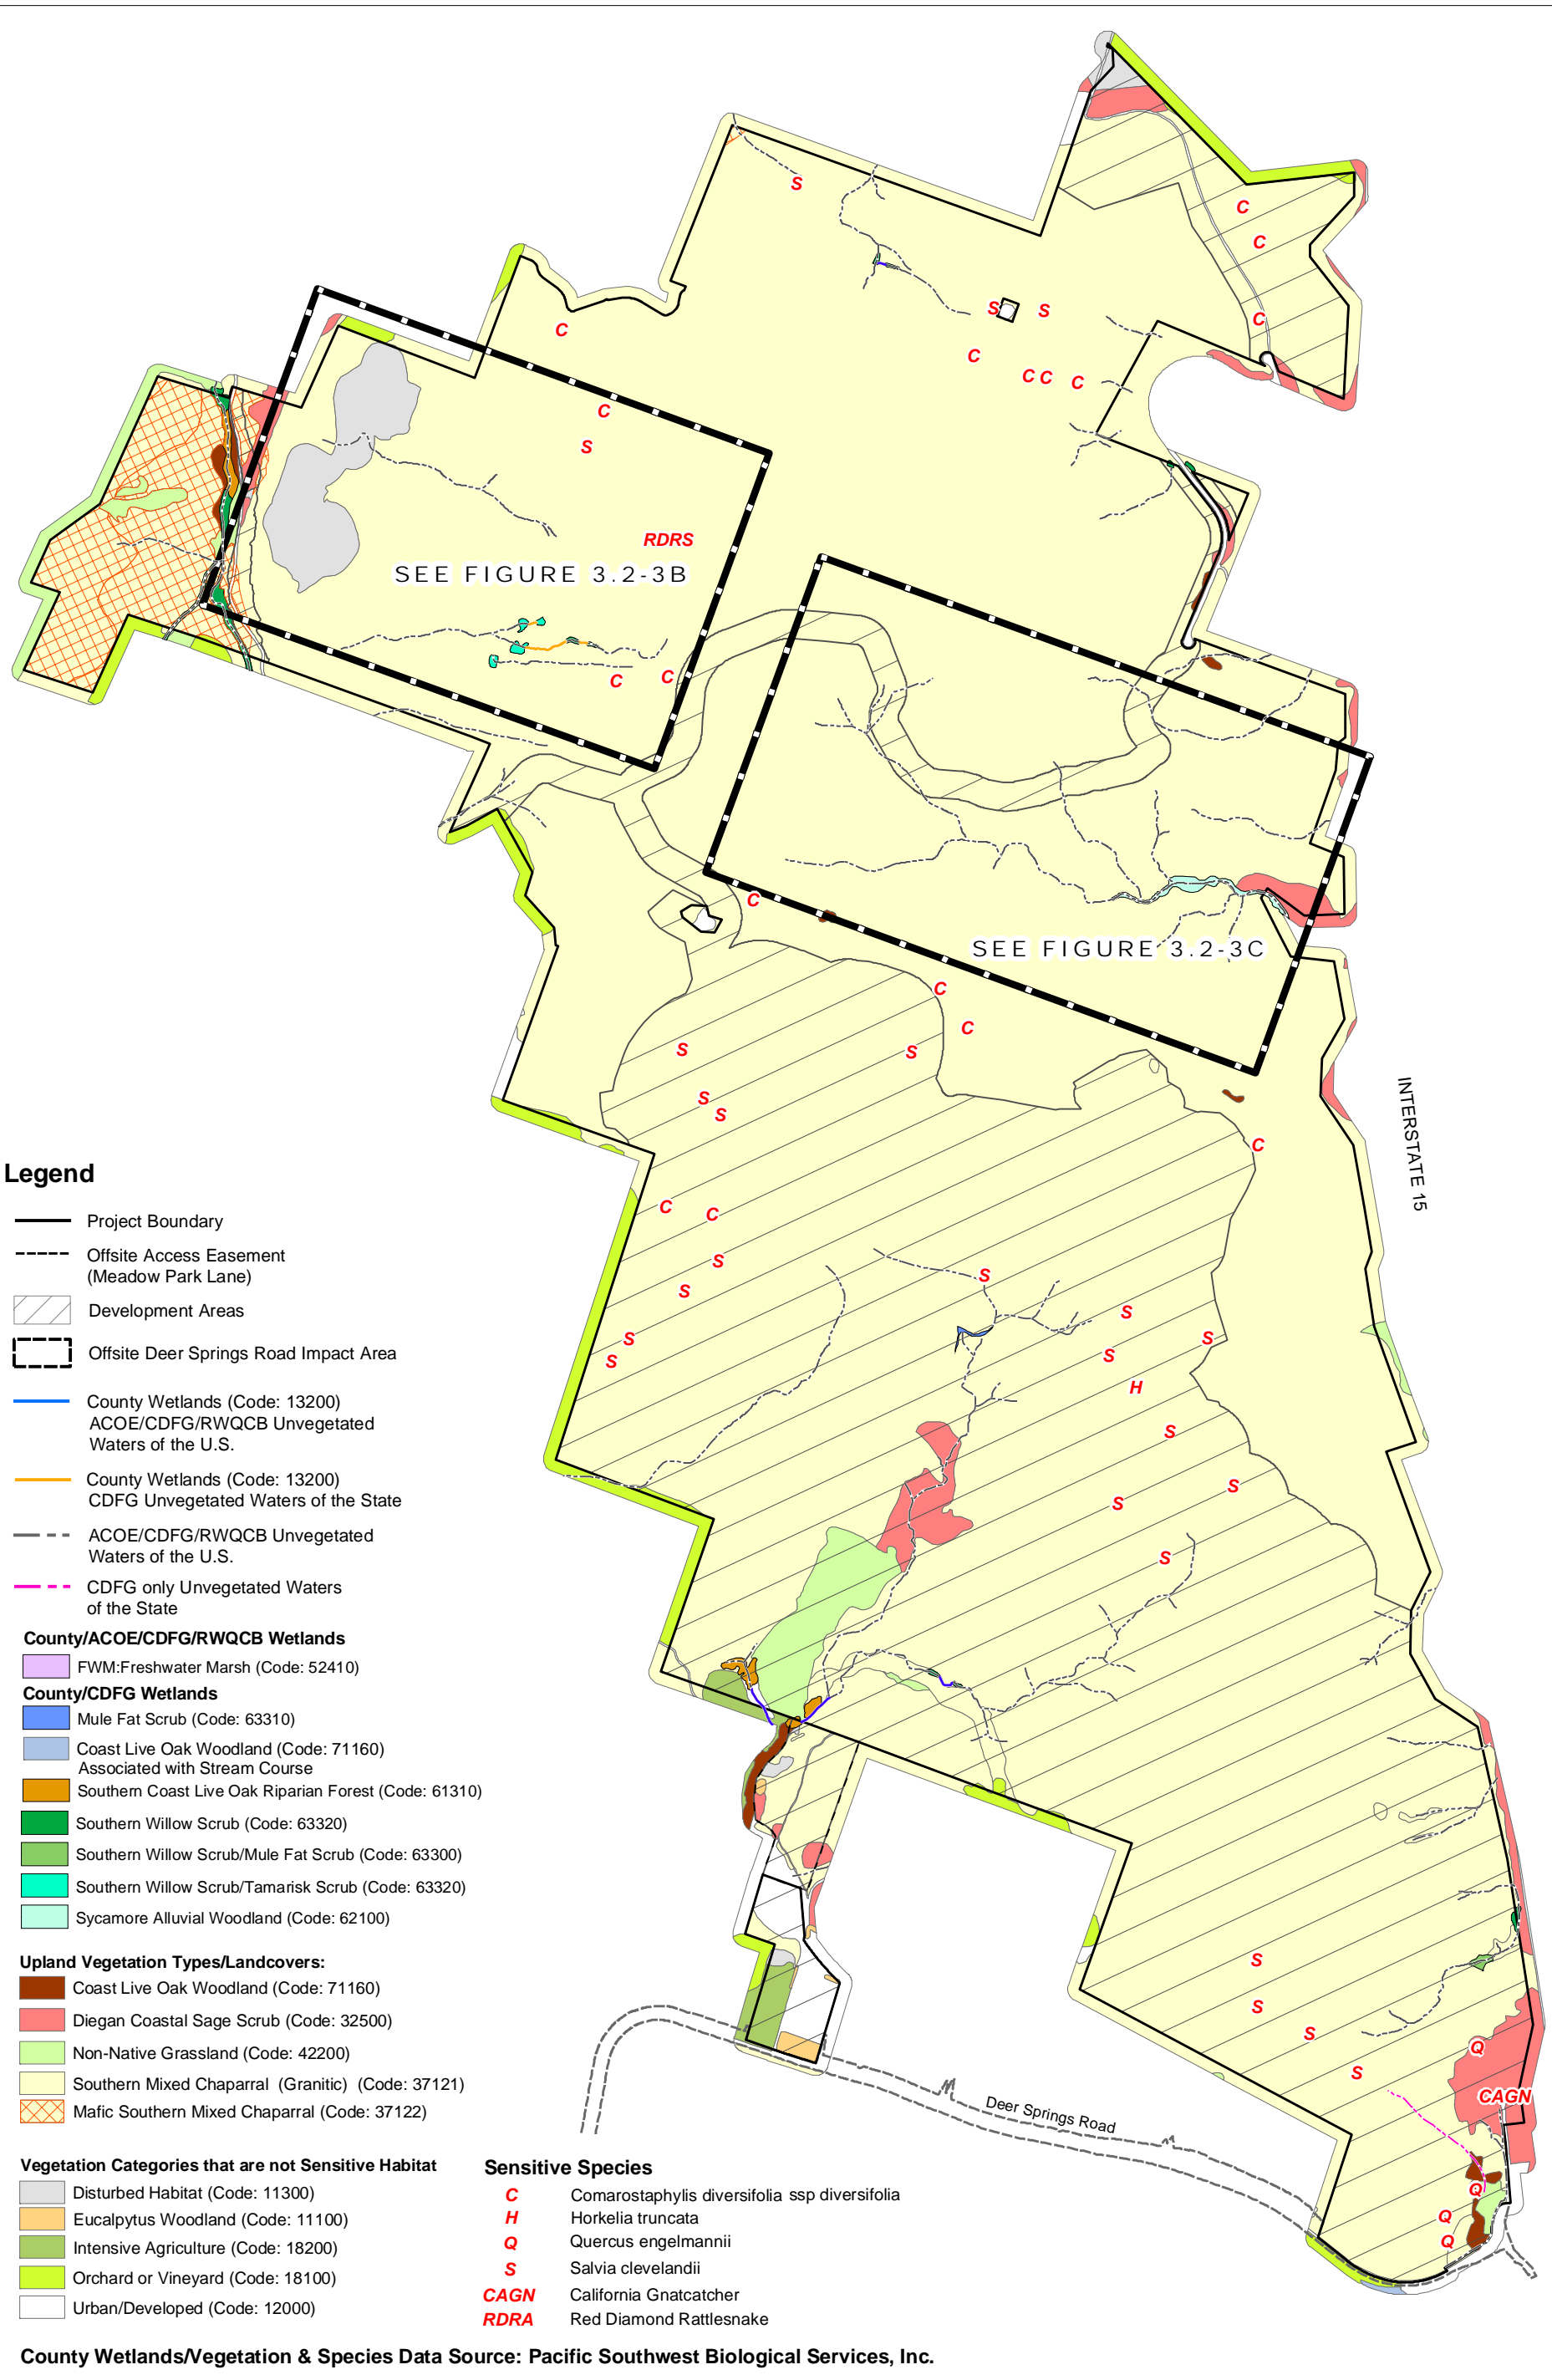 S
C
C
S
S
C
C
C
C
C C
C
C
S
RDRS
SEE FIGURE 3.2-3B
C
C
C
SEE FIGURE 3.2-3C
C
C
S
S
S
S
INTERSTATE 15
C
C
C
S
S
S
S
S
S
S
S
H
S
S
S
S
S
S
S
S
Q
CAGN
Q
Q
Q
Deer Springs Road
Legend
Project Boundary
Offsite Access Easement
(Meadow Park Lane)
Development Areas
Offsite Deer Springs Road Impact Area
County Wetlands (Code: 13200)
ACOE/CDFG/RWQCB Unvegetated
Waters of the U.S.
County Wetlands (Code: 13200)
CDFG Unvegetated Waters of the State
ACOE/CDFG/RWQCB Unvegetated
Waters of the U.S.
CDFG only Unvegetated Waters
of the State
County/ACOE/CDFG/RWQCB Wetlands
FWM:Freshwater Marsh (Code: 52410)
County/CDFG Wetlands
Mule Fat Scrub (Code: 63310)
Coast Live Oak Woodland (Code: 71160)
Associated with Stream Course
Southern Coast Live Oak Riparian Forest (Code: 61310)
Southern Willow Scrub (Code: 63320)
Southern Willow Scrub/Mule Fat Scrub (Code: 63300)
Southern Willow Scrub/Tamarisk Scrub (Code: 63320)
Sycamore Alluvial Woodland (Code: 62100)
Upland Vegetation Types/Landcovers:
Coast Live Oak Woodland (Code: 71160)
Diegan Coastal Sage Scrub (Code: 32500)
Non-Native Grassland (Code: 42200)
Southern Mixed Chaparral (Granitic) (Code: 37121)
Mafic Southern Mixed Chaparral (Code: 37122)
Vegetation Categories that are not Sensitive Habitat
Disturbed Habitat (Code: 11300)
Eucalpytus Woodland (Code: 11100)
Intensive Agriculture (Code: 18200)
Orchard or Vineyard (Code: 18100)
Urban/Developed (Code: 12000)
Sensitive Species
C Comarostaphylis diversifolia ssp diversifolia
H Horkelia truncata
Q Quercus engelmannii
S Salvia clevelandii
CAGN California Gnatcatcher
RDRA Red Diamond Rattlesnake
County Wetlands/Vegetation & Species Data Source: Pacific Southwest Biological Services, Inc.